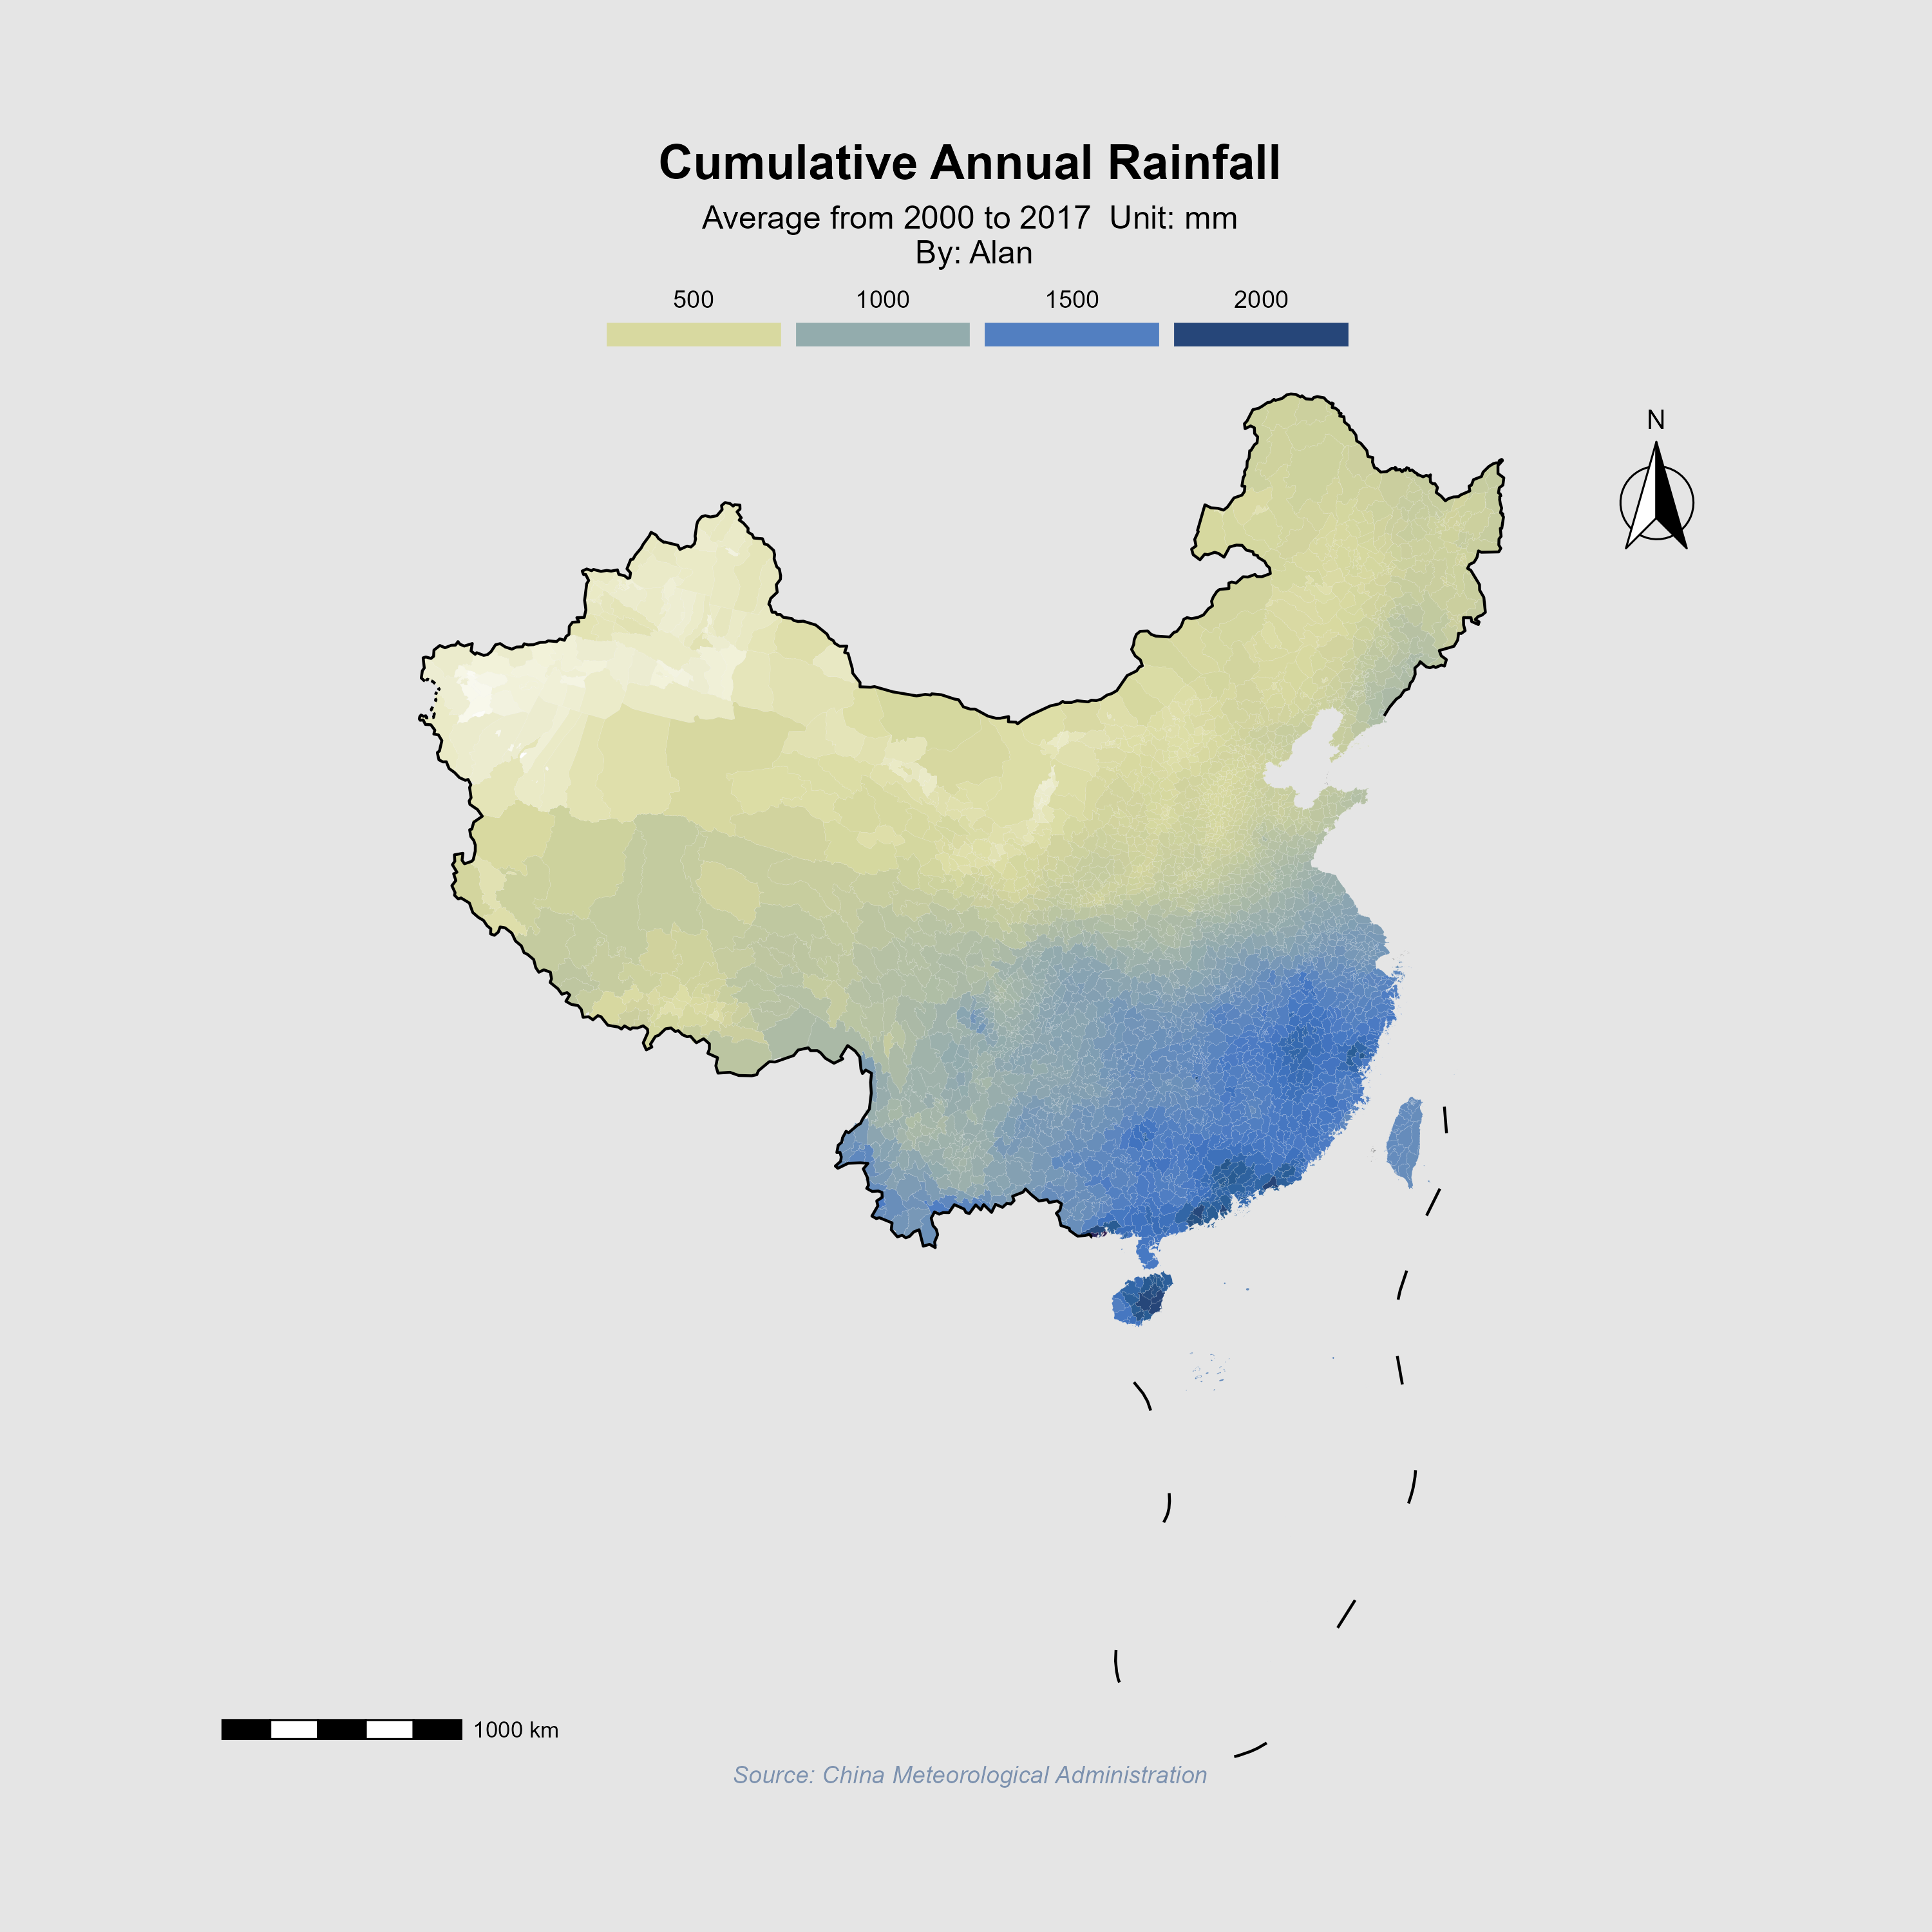 Cumulative Annual Rainfall
Average from 2000 to 2017  Unit: mm
By: Alan
500 1000 1500 2000
N
1000 km
Source: China Meteorological Administration